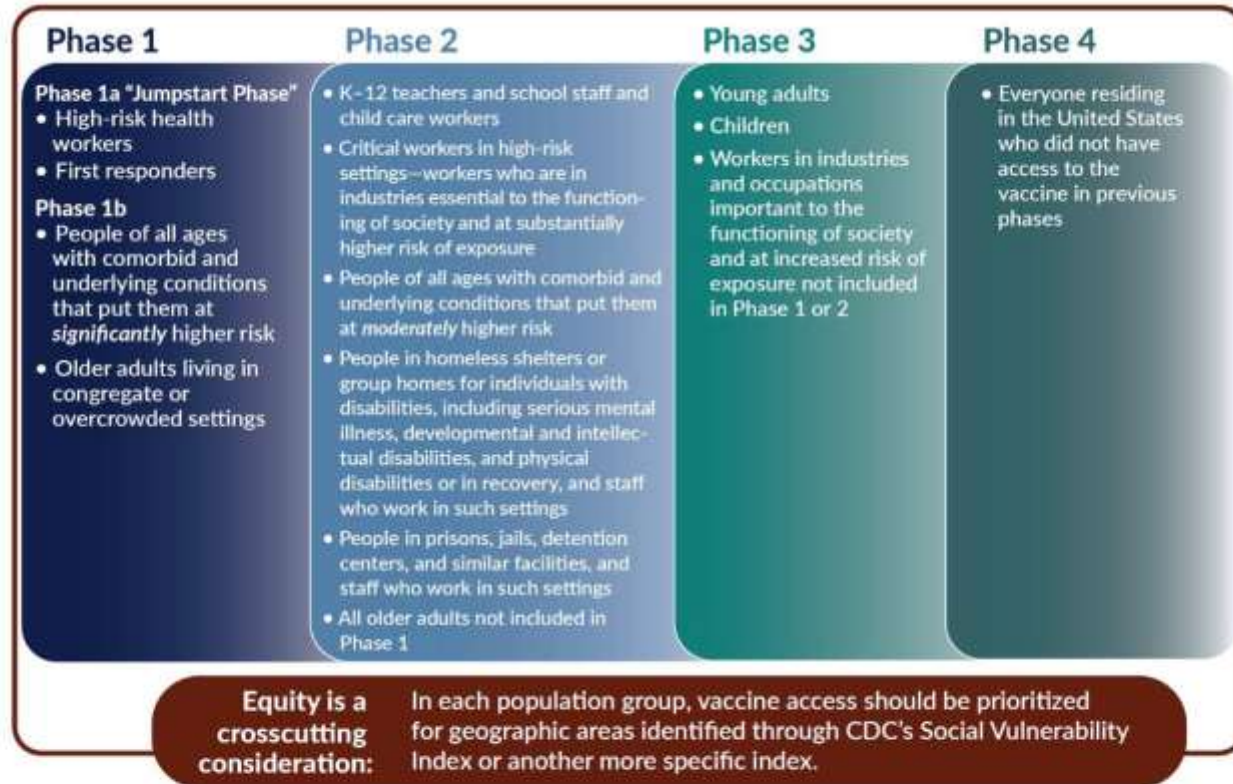 Phase 1
Phase 1a "Jumpstart Phase"
• High-risk health
workers
• First responders
Phase 1b
• People of all ages
with comorbid and
underlying conditions
that put them at
significantly higher risk
• Older adults living in
congregate or
overcrowded settings
Phase 2
• K–12 teachers and school staff and
child care workers
• Critical workers in high-risk
settings—workers who are in
industries essential to the function-
ing of society and at substantially
higher risk of exposure
• People of all ages with comorbid and
underlying conditions that put them
at moderately higher risk
• People in homeless shelters or
group homes for individuals with
disabilities, including serious mental
illness, developmental and intellec-
tual disabilities, and physical
disabilities or in recovery, and staff
who work in such settings
• People in prisons, jails, detention
centers, and similar facilities, and
staff who work in such settings
• All older adults not included in
Phase 1
Phase 3
• Young adults
• Children
• Workers in industries
and occupations
important to the
functioning of society
and at increased risk of
exposure not included
in Phase 1 or 2
Phase 4
• Everyone residing
in the United States
who did not have
access to the
vaccine in previous
phases
Equity is a
crosscutting
consideration:
In each population group, vaccine access should be prioritized
for geographic areas identified through CDC's Social Vulnerability
Index or another more specific index.